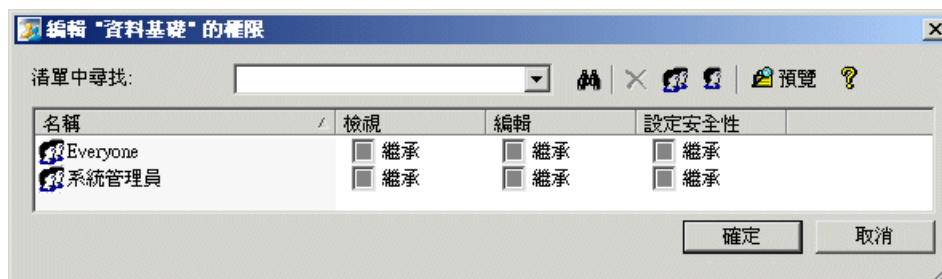 編輯 "資料基礎" 的權限
清單中尋找:
預覽
名稱 檢視 編輯 設定安全性
Everyone 繼承 繼承 繼承
系統管理員 繼承 繼承 繼承
確定 取消